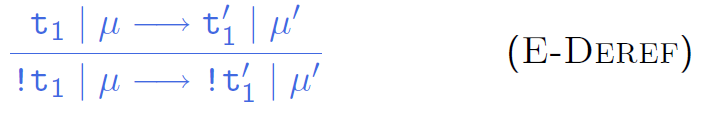 t₁ | μ ⟶ t′₁ | μ′
!t₁ | μ ⟶ !t′₁ | μ′
(E-DEREF)